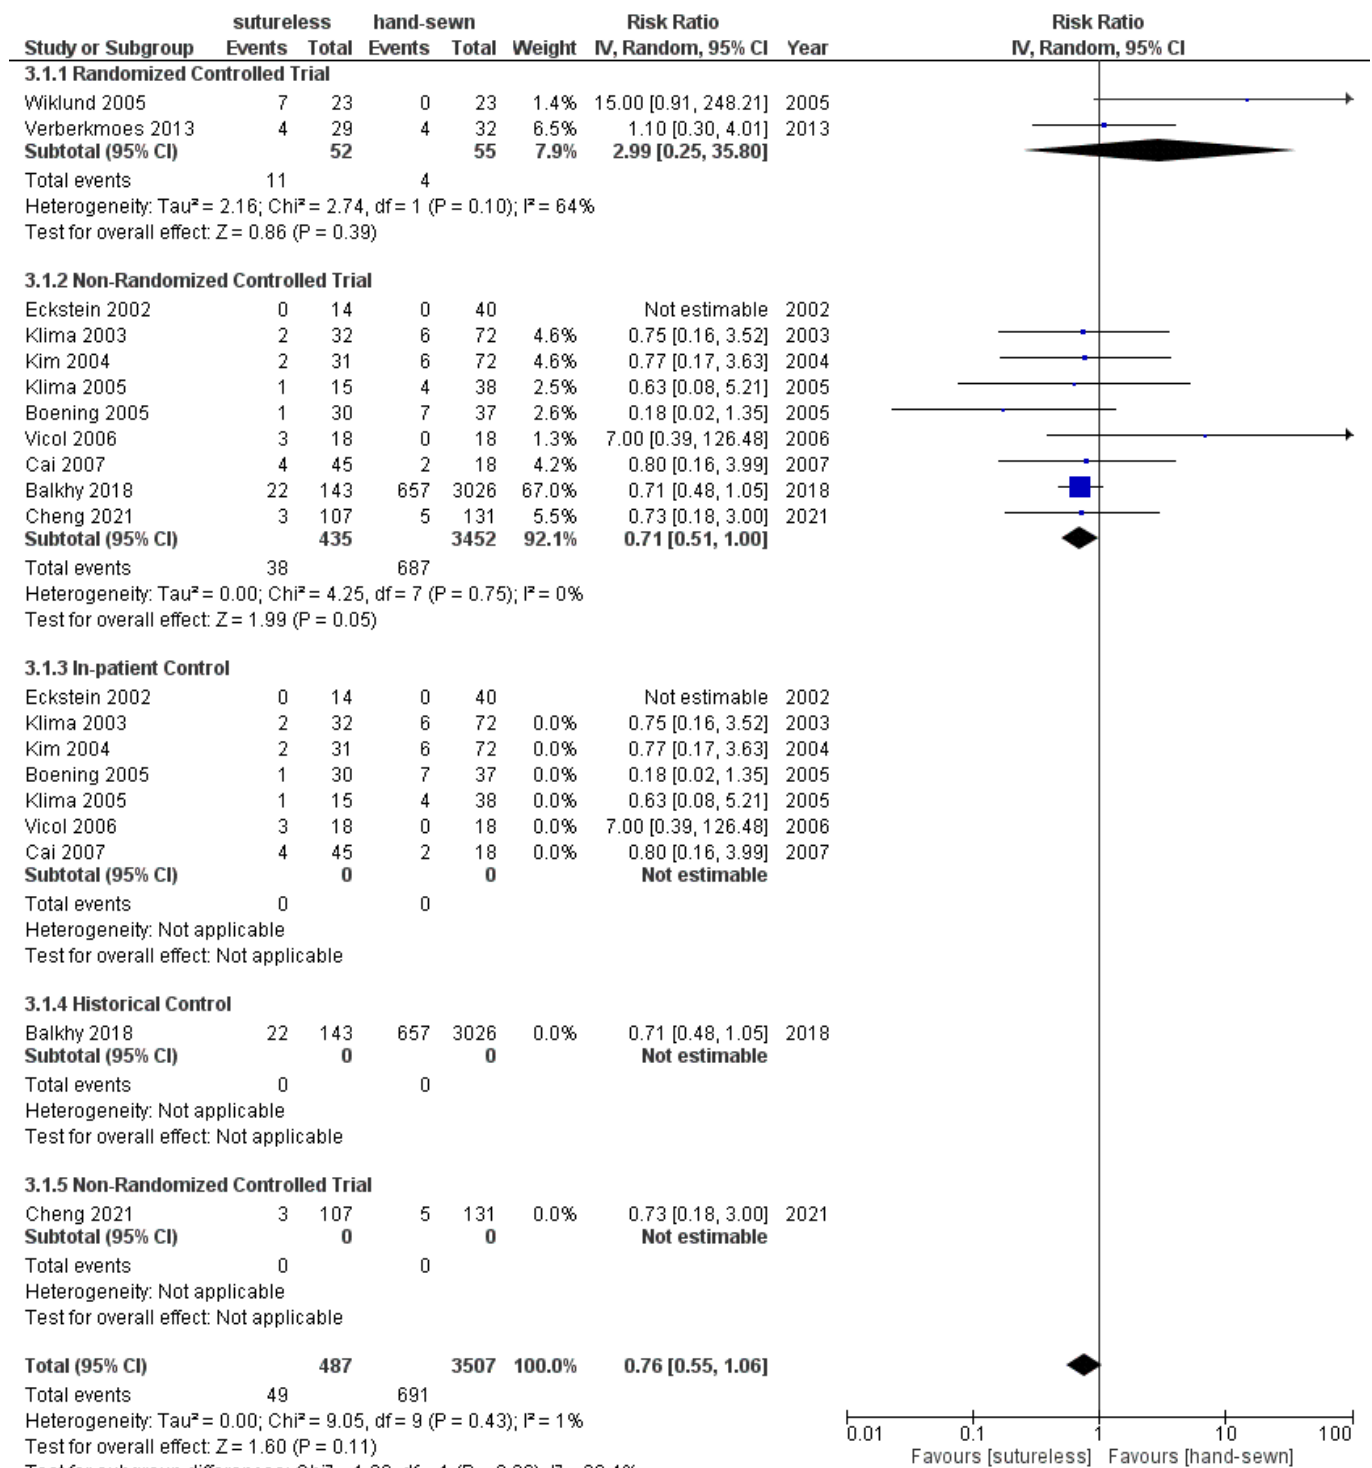 sutureless hand-sewn Risk Ratio Risk Ratio
Study or Subgroup Events Total Events Total Weight IV, Random, 95% CI Year IV, Random, 95% CI
3.1.1 Randomized Controlled Trial
Wiklund 2005 7 23 0 23 1.4% 15.00 [0.91, 248.21] 2005
Verberkmoes 2013 4 29 4 32 6.5% 1.10 [0.30, 4.01] 2013
Subtotal (95% CI) 52 55 7.9% 2.99 [0.25, 35.80]
Total events 11 4
Heterogeneity: Tau² = 2.16; Chi² = 2.74, df = 1 (P = 0.10); I² = 64%
Test for overall effect: Z = 0.86 (P = 0.39)
3.1.2 Non-Randomized Controlled Trial
Eckstein 2002 0 14 0 40 Not estimable 2002
Klima 2003 2 32 6 72 4.6% 0.75 [0.16, 3.52] 2003
Kim 2004 2 31 6 72 4.6% 0.77 [0.17, 3.63] 2004
Klima 2005 1 15 4 38 2.5% 0.63 [0.08, 5.21] 2005
Boening 2005 1 30 7 37 2.6% 0.18 [0.02, 1.35] 2005
Vicol 2006 3 18 0 18 1.3% 7.00 [0.39, 126.48] 2006
Cai 2007 4 45 2 18 4.2% 0.80 [0.16, 3.99] 2007
Balkhy 2018 22 143 657 3026 67.0% 0.71 [0.48, 1.05] 2018
Cheng 2021 3 107 5 131 5.5% 0.73 [0.18, 3.00] 2021
Subtotal (95% CI) 435 3452 92.1% 0.71 [0.51, 1.00]
Total events 38 687
Heterogeneity: Tau² = 0.00; Chi² = 4.25, df = 7 (P = 0.75); I² = 0%
Test for overall effect: Z = 1.99 (P = 0.05)
3.1.3 In-patient Control
Eckstein 2002 0 14 0 40 Not estimable 2002
Klima 2003 2 32 6 72 0.0% 0.75 [0.16, 3.52] 2003
Kim 2004 2 31 6 72 0.0% 0.77 [0.17, 3.63] 2004
Boening 2005 1 30 7 37 0.0% 0.18 [0.02, 1.35] 2005
Klima 2005 1 15 4 38 0.0% 0.63 [0.08, 5.21] 2005
Vicol 2006 3 18 0 18 0.0% 7.00 [0.39, 126.48] 2006
Cai 2007 4 45 2 18 0.0% 0.80 [0.16, 3.99] 2007
Subtotal (95% CI) 0 0 Not estimable
Total events 0 0
Heterogeneity: Not applicable
Test for overall effect: Not applicable
3.1.4 Historical Control
Balkhy 2018 22 143 657 3026 0.0% 0.71 [0.48, 1.05] 2018
Subtotal (95% CI) 0 0 Not estimable
Total events 0 0
Heterogeneity: Not applicable
Test for overall effect: Not applicable
3.1.5 Non-Randomized Controlled Trial
Cheng 2021 3 107 5 131 0.0% 0.73 [0.18, 3.00] 2021
Subtotal (95% CI) 0 0 Not estimable
Total events 0 0
Heterogeneity: Not applicable
Test for overall effect: Not applicable
Total (95% CI) 487 3507 100.0% 0.76 [0.55, 1.06]
Total events 49 691
Heterogeneity: Tau² = 0.00; Chi² = 9.05, df = 9 (P = 0.43); I² = 1%
Test for overall effect: Z = 1.60 (P = 0.11)
0.01 0.1 1 10 100
Favours [sutureless] Favours [hand-sewn]